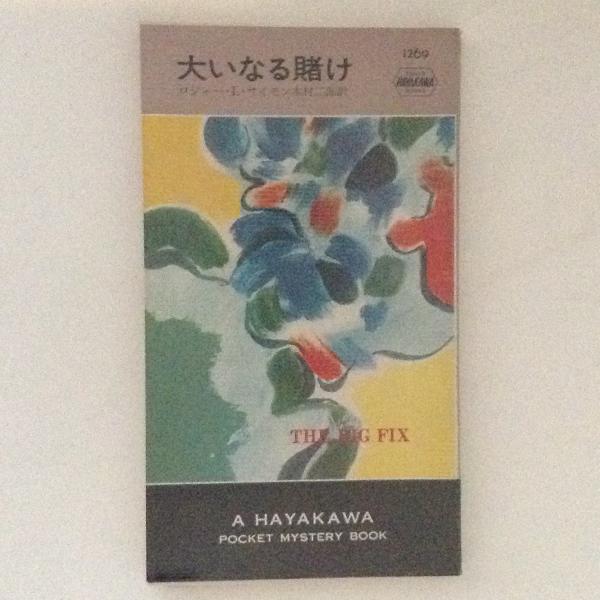 大いなる賭け
1269
ロジャー・L・サイモン 木村二郎訳
HAYAKAWA
THE BIG FIX
A HAYAKAWA
POCKET MYSTERY BOOK